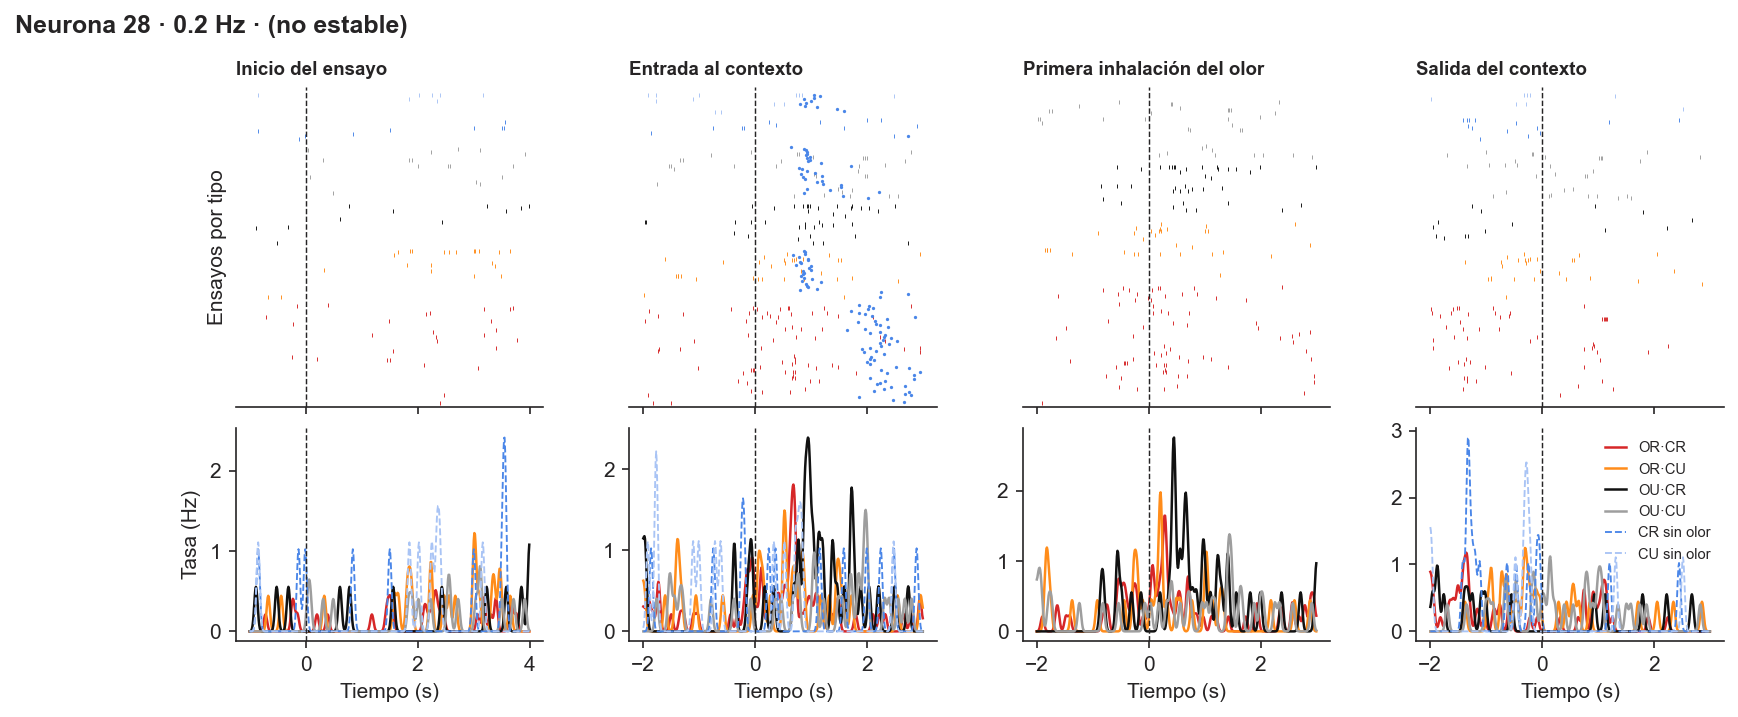 Neurona 28 · 0.2 Hz · (no estable)
Inicio del ensayo
Entrada al contexto
Primera inhalación del olor
Salida del contexto
Ensayos por tipo
Tasa (Hz)
2
1
0
2
1
0
2
1
0
3
2
1
0
OR·CR
OR·CU
OU·CR
OU·CU
CR sin olor
CU sin olor
0 2 4
−2 0 2
−2 0 2
−2 0 2
Tiempo (s)
Tiempo (s)
Tiempo (s)
Tiempo (s)